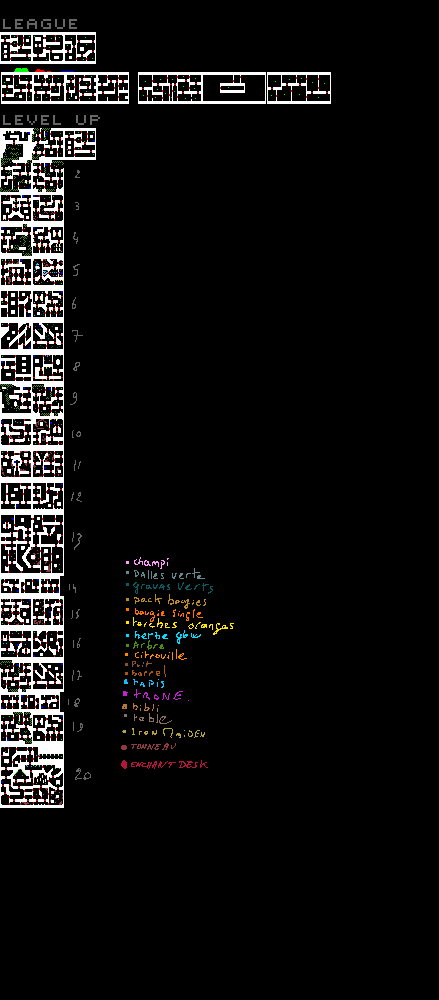 LEAGUE
LEVEL UP
2
3
4
5
6
7
8
9
10
11
12
13
champi
Dalles verte
14
gravas verts
pack bougies
15
bougie single
torches oranges
herbe glow
16
Arbre
citrouille
Puit
17
barrel
tapis
TRONE.
18
bibli
table
19
Iron MaiDEN
TONNEAU
ENCHANT DESK
20